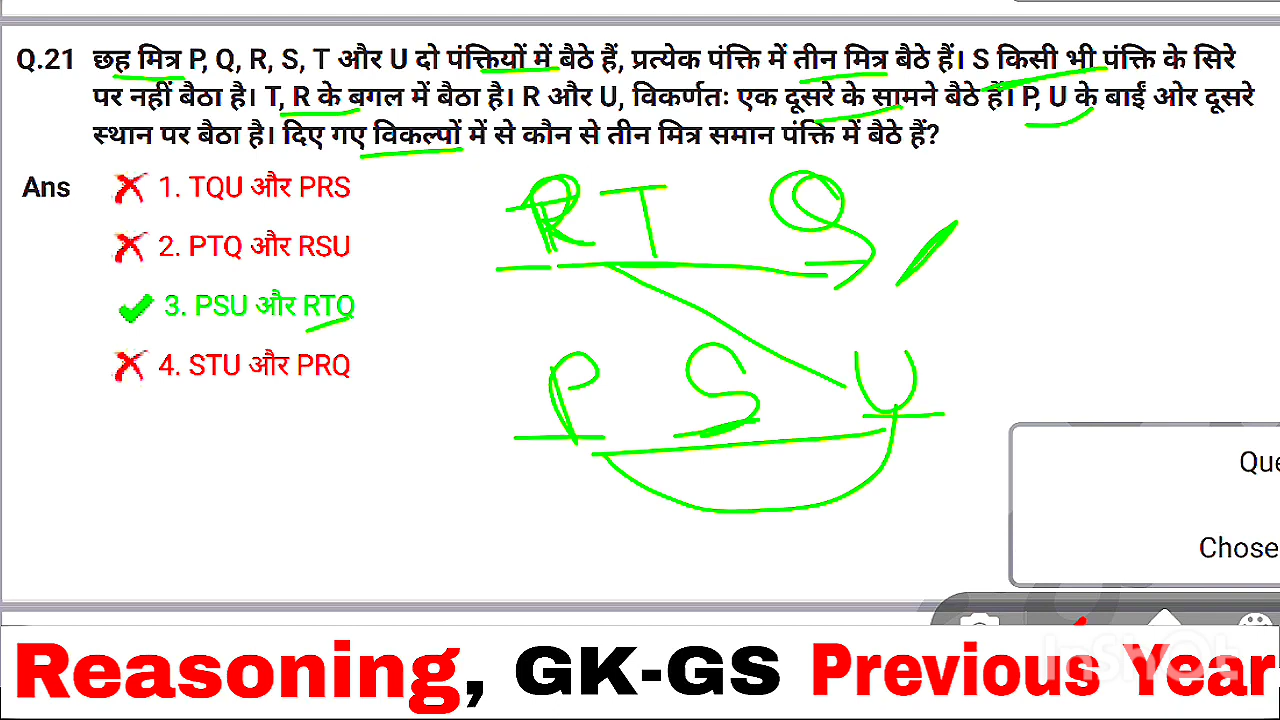 Q.21 छह मित्र P, Q, R, S, T और U दो पंक्तियों में बैठे हैं, प्रत्येक पंक्ति में तीन मित्र बैठे हैं। S किसी भी पंक्ति के सिरे
पर नहीं बैठा है। T, R के बगल में बैठा है। R और U, विकर्णतः एक दूसरे के सामने बैठे हैं। P, U के बाईं ओर दूसरे
स्थान पर बैठा है। दिए गए विकल्पों में से कौन से तीन मित्र समान पंक्ति में बैठे हैं?
Ans 1. TQU और PRS
2. PTQ और RSU
3. PSU और RTQ
4. STU और PRQ
R T Q
P S U
Que
Chose
InShOt
Reasoning, GK-GS Previous Year